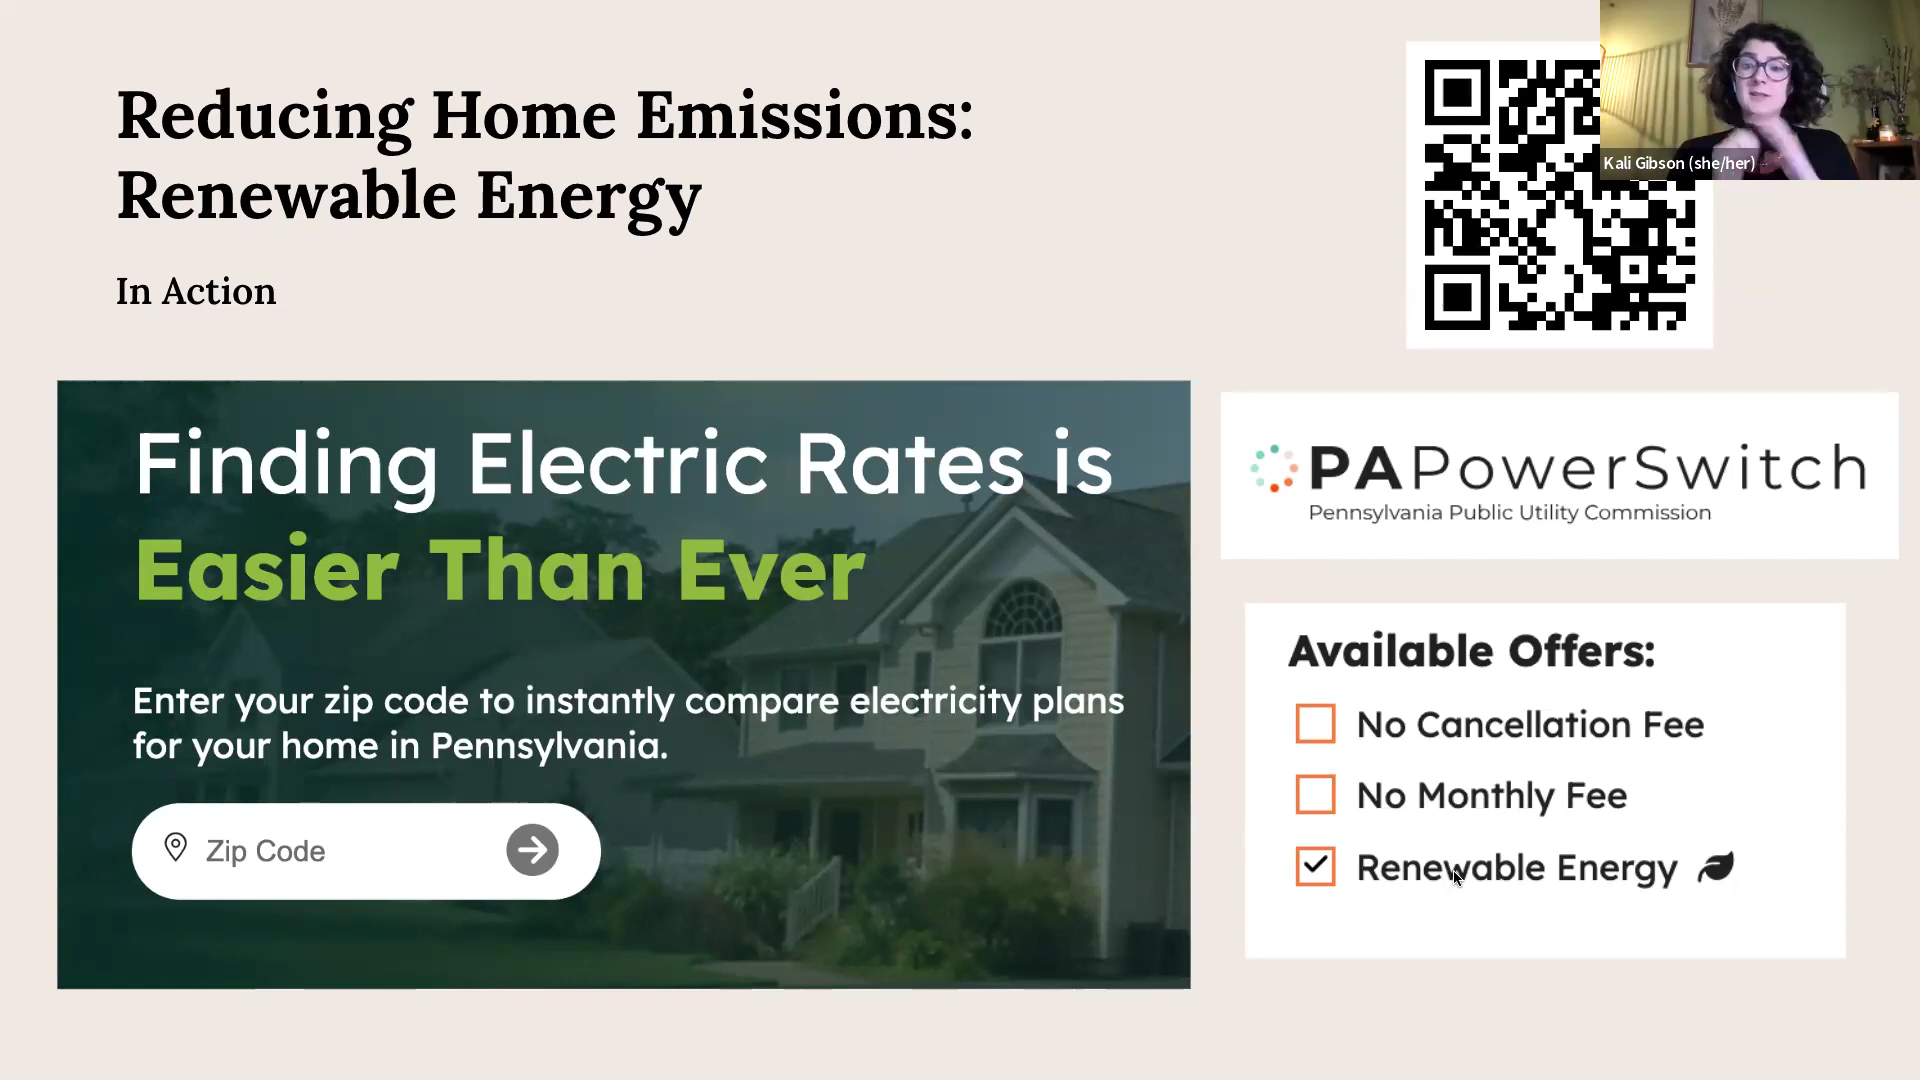 Reducing Home Emissions:
Renewable Energy
In Action
Kali Gibson (she/her)
Finding Electric Rates is
Easier Than Ever
Enter your zip code to instantly compare electricity plans
for your home in Pennsylvania.
Zip Code
PAPowerSwitch
Pennsylvania Public Utility Commission
Available Offers:
No Cancellation Fee
No Monthly Fee
Renewable Energy